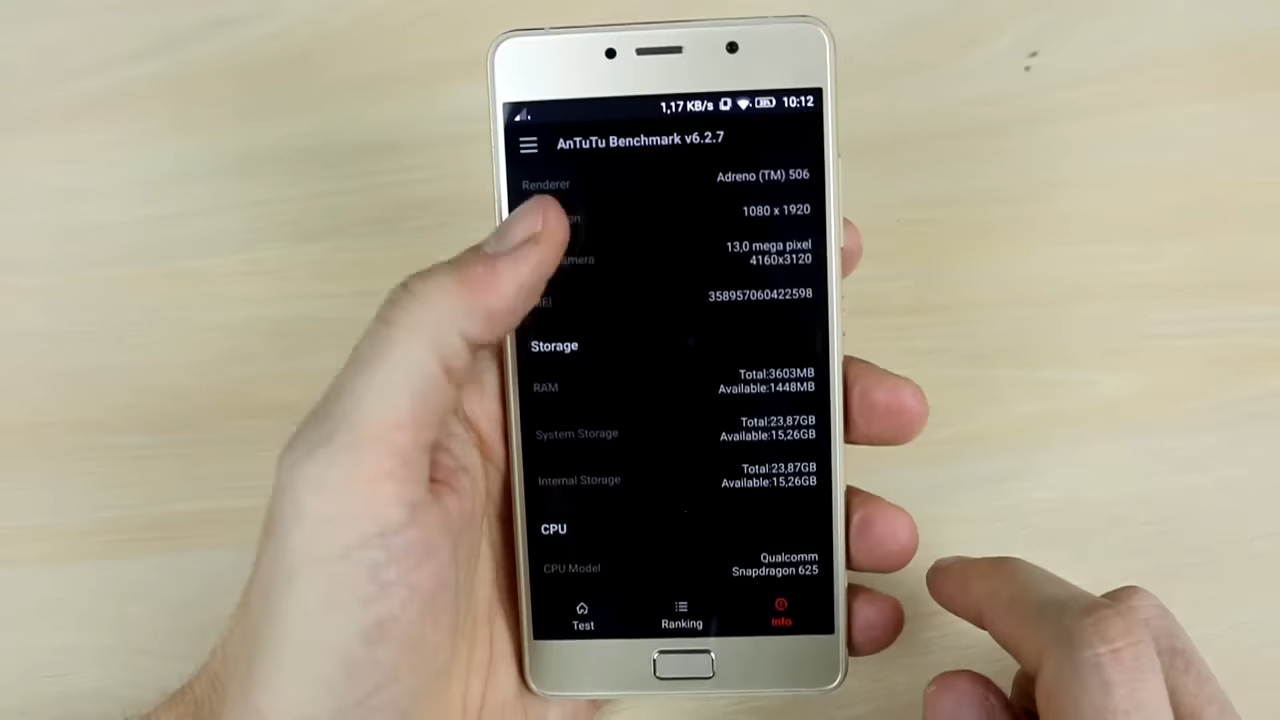 1,17 KB/s 10:12
AnTuTu Benchmark v6.2.7
Renderer Adreno (TM) 506
1080 x 1920
13,0 mega pixel
4160x3120
358957060422598
Storage
RAM Total:3603MB
Available:1448MB
System Storage Total:23,87GB
Available:15,26GB
Internal Storage Total:23,87GB
Available:15,26GB
CPU
CPU Model Qualcomm
Snapdragon 625
Test Ranking Info